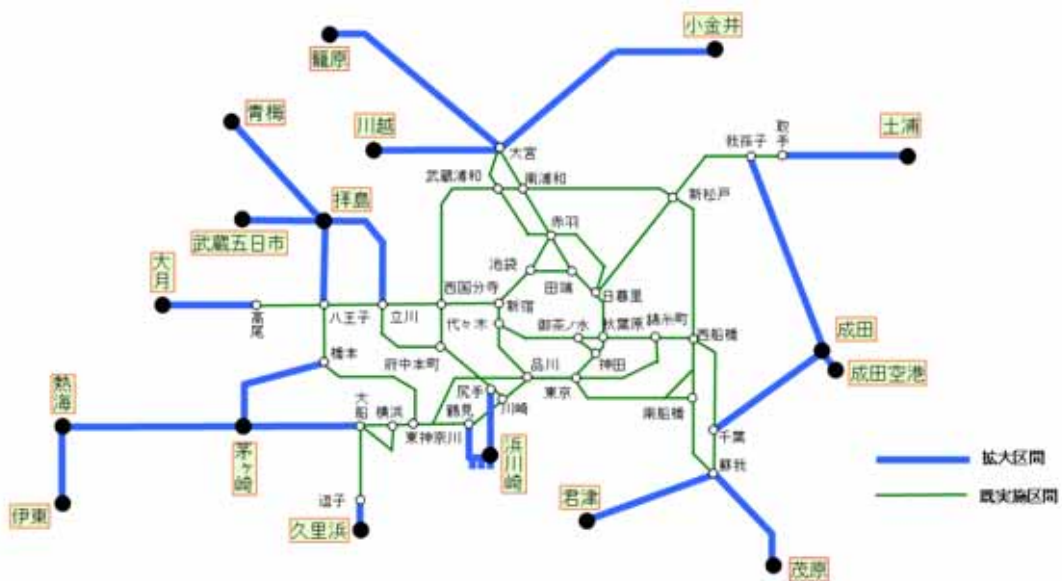 小金井
籠原
青梅
川越
大宮
我孫子
取手
土浦
武蔵浦和
南浦和
新松戸
拝島
武蔵五日市
赤羽
大月
池袋
田端
日暮里
高尾
八王子
立川
西国分寺
新宿
代々木
御茶ノ水
秋葉原
錦糸町
西船橋
橋本
府中本町
品川
東京
神田
成田
成田空港
熱海
大船
横浜
尻手
鶴見
川崎
東神奈川
南船橋
千葉
茅ヶ崎
浜川崎
蘇我
拡大区間
既実施区間
伊東
逗子
久里浜
君津
茂原